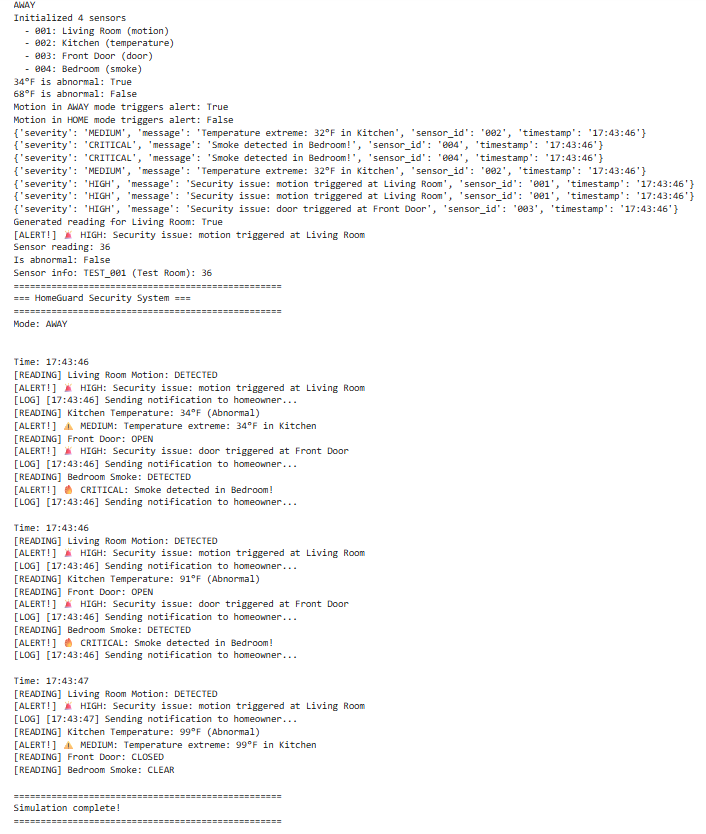 AWAY
Initialized 4 sensors
  - 001: Living Room (motion)
  - 002: Kitchen (temperature)
  - 003: Front Door (door)
  - 004: Bedroom (smoke)
34°F is abnormal: True
68°F is abnormal: False
Motion in AWAY mode triggers alert: True
Motion in HOME mode triggers alert: False
{'severity': 'MEDIUM', 'message': 'Temperature extreme: 32°F in Kitchen', 'sensor_id': '002', 'timestamp': '17:43:46'}
{'severity': 'CRITICAL', 'message': 'Smoke detected in Bedroom!', 'sensor_id': '004', 'timestamp': '17:43:46'}
{'severity': 'CRITICAL', 'message': 'Smoke detected in Bedroom!', 'sensor_id': '004', 'timestamp': '17:43:46'}
{'severity': 'MEDIUM', 'message': 'Temperature extreme: 32°F in Kitchen', 'sensor_id': '002', 'timestamp': '17:43:46'}
{'severity': 'HIGH', 'message': 'Security issue: motion triggered at Living Room', 'sensor_id': '001', 'timestamp': '17:43:46'}
{'severity': 'HIGH', 'message': 'Security issue: motion triggered at Living Room', 'sensor_id': '001', 'timestamp': '17:43:46'}
{'severity': 'HIGH', 'message': 'Security issue: door triggered at Front Door', 'sensor_id': '003', 'timestamp': '17:43:46'}
Generated reading for Living Room: True
[ALERT!] 🚨 HIGH: Security issue: motion triggered at Living Room
Sensor reading: 36
Is abnormal: False
Sensor info: TEST_001 (Test Room): 36
==================================================
=== HomeGuard Security System ===
==================================================
Mode: AWAY

Time: 17:43:46
[READING] Living Room Motion: DETECTED
[ALERT!] 🚨 HIGH: Security issue: motion triggered at Living Room
[LOG] [17:43:46] Sending notification to homeowner...
[READING] Kitchen Temperature: 34°F (Abnormal)
[ALERT!] ⚠️ MEDIUM: Temperature extreme: 34°F in Kitchen
[READING] Front Door: OPEN
[ALERT!] 🚨 HIGH: Security issue: door triggered at Front Door
[LOG] [17:43:46] Sending notification to homeowner...
[READING] Bedroom Smoke: DETECTED
[ALERT!] 🔥 CRITICAL: Smoke detected in Bedroom!
[LOG] [17:43:46] Sending notification to homeowner...

Time: 17:43:46
[READING] Living Room Motion: DETECTED
[ALERT!] 🚨 HIGH: Security issue: motion triggered at Living Room
[LOG] [17:43:46] Sending notification to homeowner...
[READING] Kitchen Temperature: 91°F (Abnormal)
[READING] Front Door: OPEN
[ALERT!] 🚨 HIGH: Security issue: door triggered at Front Door
[LOG] [17:43:46] Sending notification to homeowner...
[READING] Bedroom Smoke: DETECTED
[ALERT!] 🔥 CRITICAL: Smoke detected in Bedroom!
[LOG] [17:43:46] Sending notification to homeowner...

Time: 17:43:47
[READING] Living Room Motion: DETECTED
[ALERT!] 🚨 HIGH: Security issue: motion triggered at Living Room
[LOG] [17:43:47] Sending notification to homeowner...
[READING] Kitchen Temperature: 99°F (Abnormal)
[ALERT!] ⚠️ MEDIUM: Temperature extreme: 99°F in Kitchen
[READING] Front Door: CLOSED
[READING] Bedroom Smoke: CLEAR

==================================================
Simulation complete!
==================================================